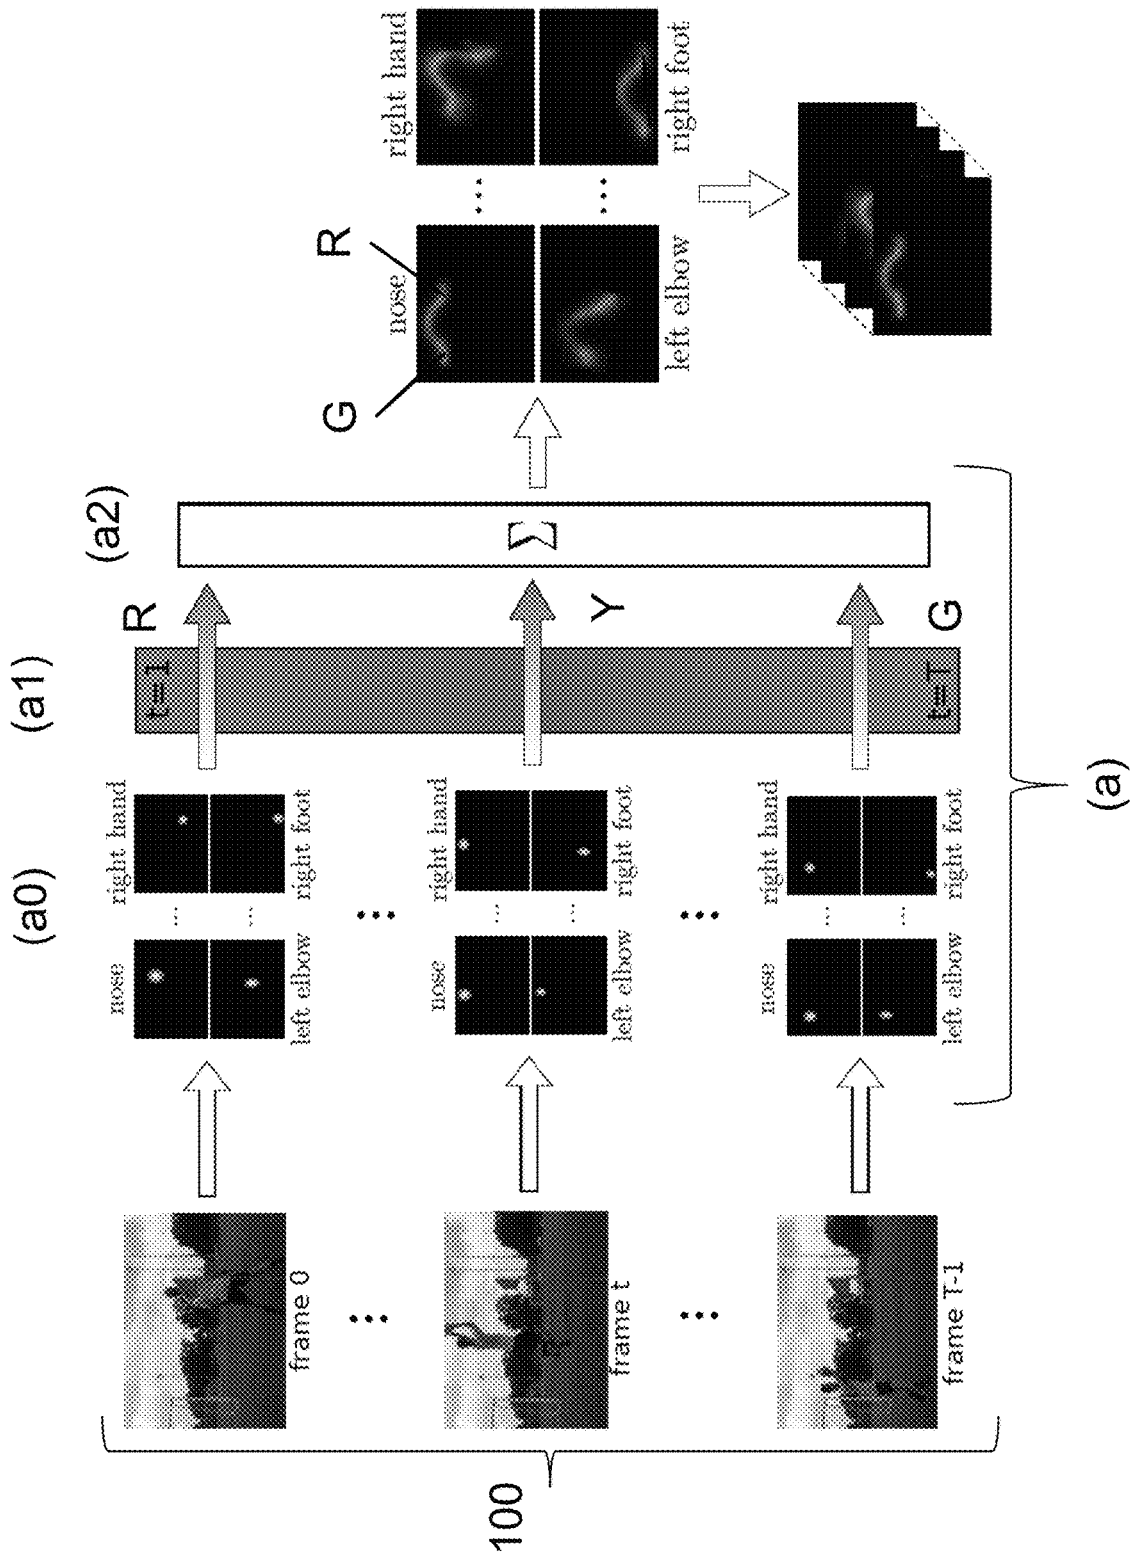 100
frame 0
frame t
frame T-1
(a)
(a0)
nose
right hand
left elbow
right foot
nose
right hand
left elbow
right foot
nose
right hand
left elbow
right foot
(a1)
t=1
t=T
R
Y
G
(a2)
Σ
G
R
nose
right hand
left elbow
right foot